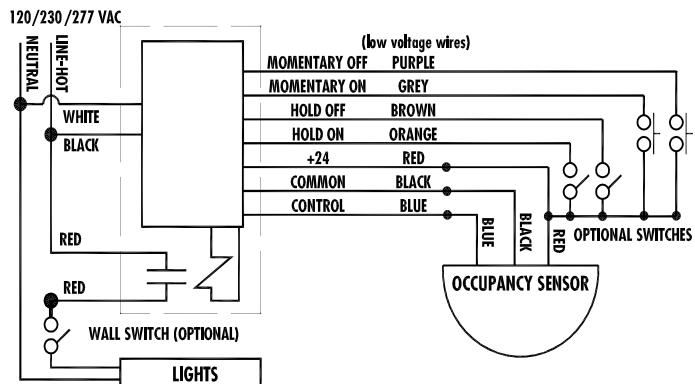 120/230/277 VAC
NEUTRAL
LINE-HOT
(low voltage wires)
MOMENTARY OFF PURPLE
MOMENTARY ON GREY
HOLD OFF BROWN
HOLD ON ORANGE
+24 RED
COMMON BLACK
CONTROL BLUE
WHITE
BLACK
BLUE
BLACK
RED
OPTIONAL SWITCHES
RED
RED
OCCUPANCY SENSOR
WALL SWITCH (OPTIONAL)
LIGHTS